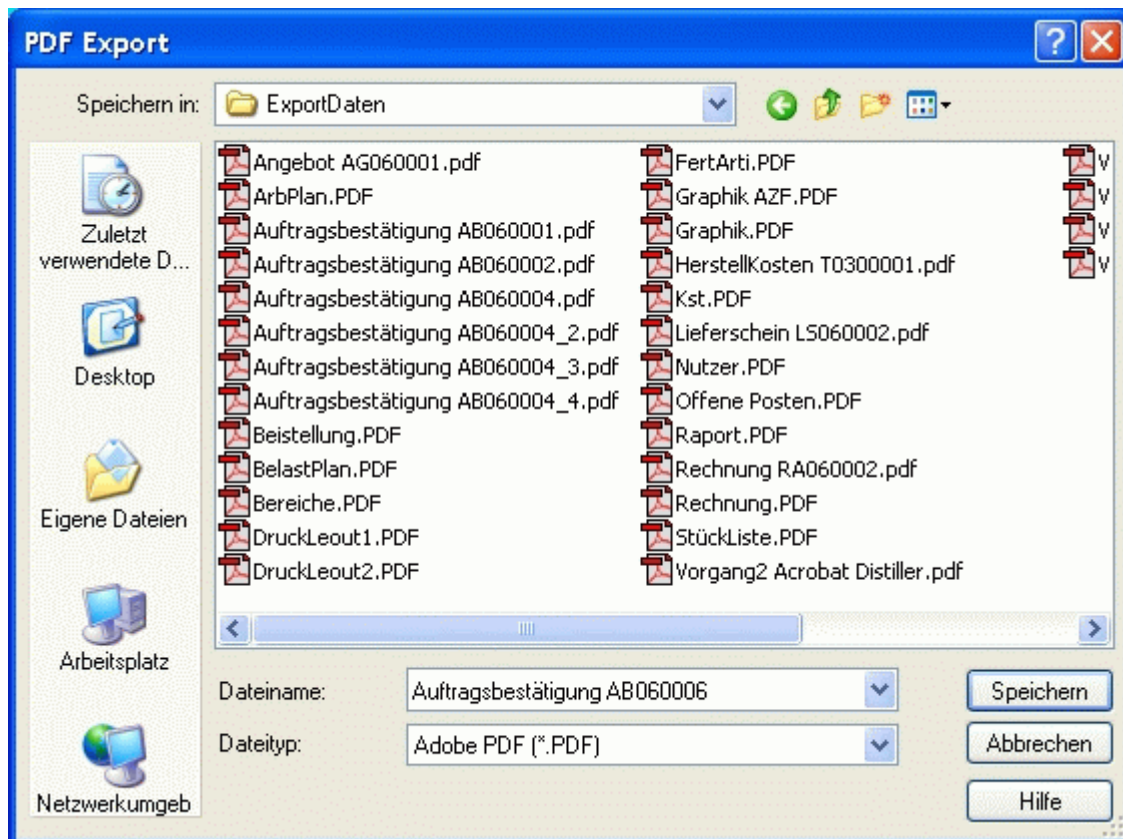 PDF Export
Speichern in:
ExportDaten
Zuletzt
verwendete D...
Desktop
Eigene Dateien
Arbeitsplatz
Netzwerkumgeb
Angebot AG060001.pdf
ArbPlan.PDF
Auftragsbestätigung AB060001.pdf
Auftragsbestätigung AB060002.pdf
Auftragsbestätigung AB060004.pdf
Auftragsbestätigung AB060004_2.pdf
Auftragsbestätigung AB060004_3.pdf
Auftragsbestätigung AB060004_4.pdf
Beistellung.PDF
BelastPlan.PDF
Bereiche.PDF
DruckLeout1.PDF
DruckLeout2.PDF
FertArti.PDF
Graphik AZF.PDF
Graphik.PDF
HerstellKosten T0300001.pdf
Kst.PDF
Lieferschein LS060002.pdf
Nutzer.PDF
Offene Posten.PDF
Raport.PDF
Rechnung RA060002.pdf
Rechnung.PDF
StückListe.PDF
Vorgang2 Acrobat Distiller.pdf
V
V
V
V
Dateiname:
Auftragsbestätigung AB060006
Speichern
Dateityp:
Adobe PDF (*.PDF)
Abbrechen
Hilfe